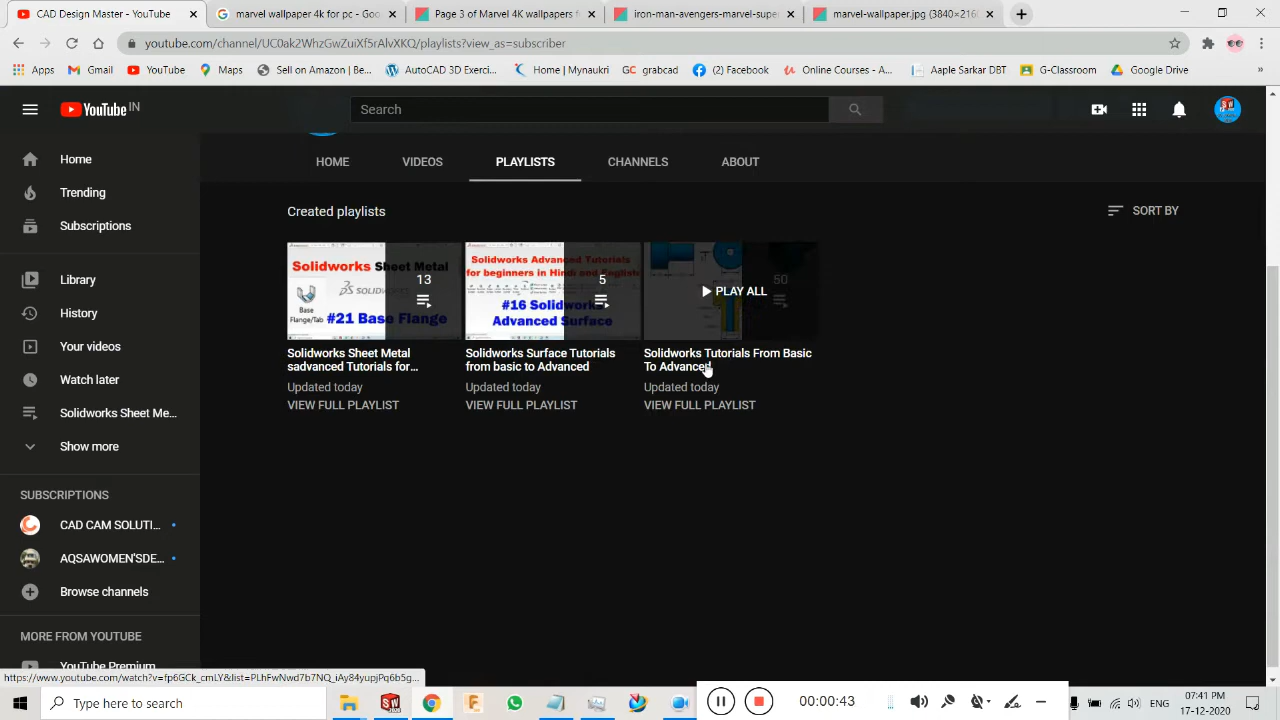 CAD Design Master - YouTube
marvel wallpaper 4k for pc - Goo
Page 3 of Marvel 4K wallpapers f
iron-man-avengers-marvel-super
marvel-wallpaper.jpg (3840×216
youtube.com/channel/UC0ak2WhzGwZuiXf5rAlvXKQ/playlists?view_as=subscriber
Apps
Gmail
YouTube
Maps
Sell on Amazon | Be...
AutoCAD 3D Exerci...
Home | Mynaukri
GC grabcad
(2) Facebook
Online Courses - A...
Aaple Sarkar DBT
G-Classroom
Google Drive
»
YouTube IN
Search
Home
Trending
Subscriptions
Library
History
Your videos
Watch later
Solidworks Sheet Me...
Show more
SUBSCRIPTIONS
CAD CAM SOLUTI...
AQSAWOMEN'SDE...
Browse channels
MORE FROM YOUTUBE
YouTube Premium
HOME
VIDEOS
PLAYLISTS
CHANNELS
ABOUT
Created playlists
SORT BY
Solidworks Sheet Metal
SOLIDWORKS
Base
Flange/Tab
#21 Base Flange
13
Solidworks Sheet Metal
sadvanced Tutorials for...
Updated today
VIEW FULL PLAYLIST
Solidworks Advanced Tutorials
for beginners in Hindi and English
#16 Solidworks
Advanced Surface
5
Solidworks Surface Tutorials
from basic to Advanced
Updated today
VIEW FULL PLAYLIST
PLAY ALL
50
Solidworks Tutorials From Basic
To Advanced
Updated today
VIEW FULL PLAYLIST
https://www.youtube.com/watch?v=fp6GCk_cmLY&list=PLhFwNwd7b7NQ_iAy84yupjPq6b5g...
Type here to search
00:00:43
ENG
07:41 PM
17-12-2020